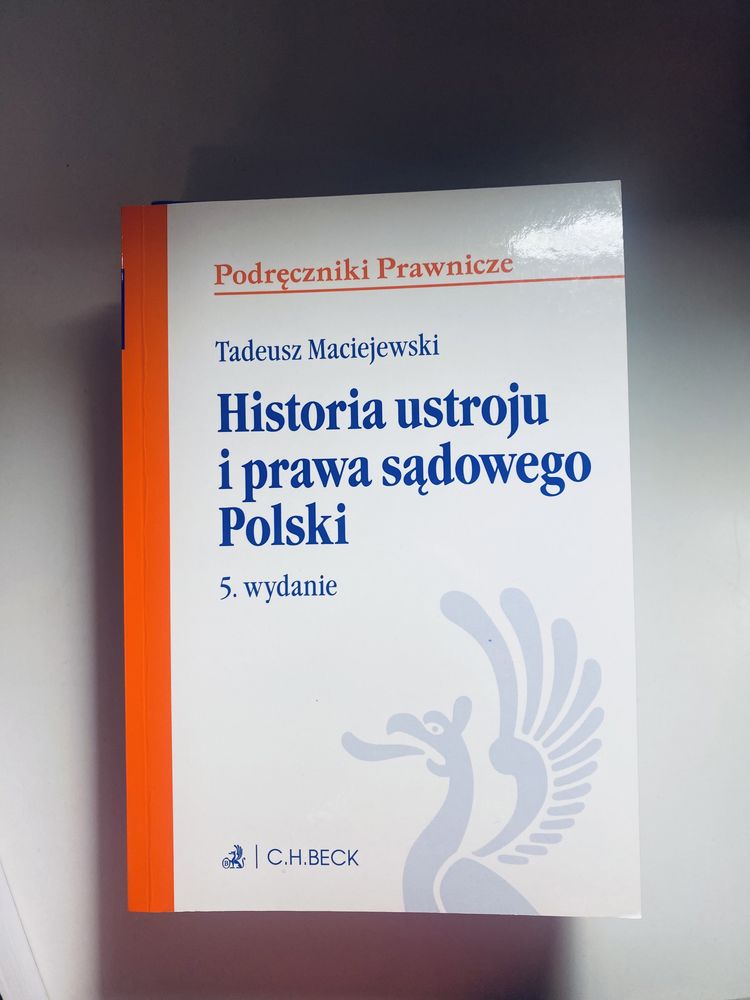 Podręczniki Prawnicze
Tadeusz Maciejewski
Historia ustroju
i prawa sądowego
Polski
5. wydanie
B | C.H.BECK